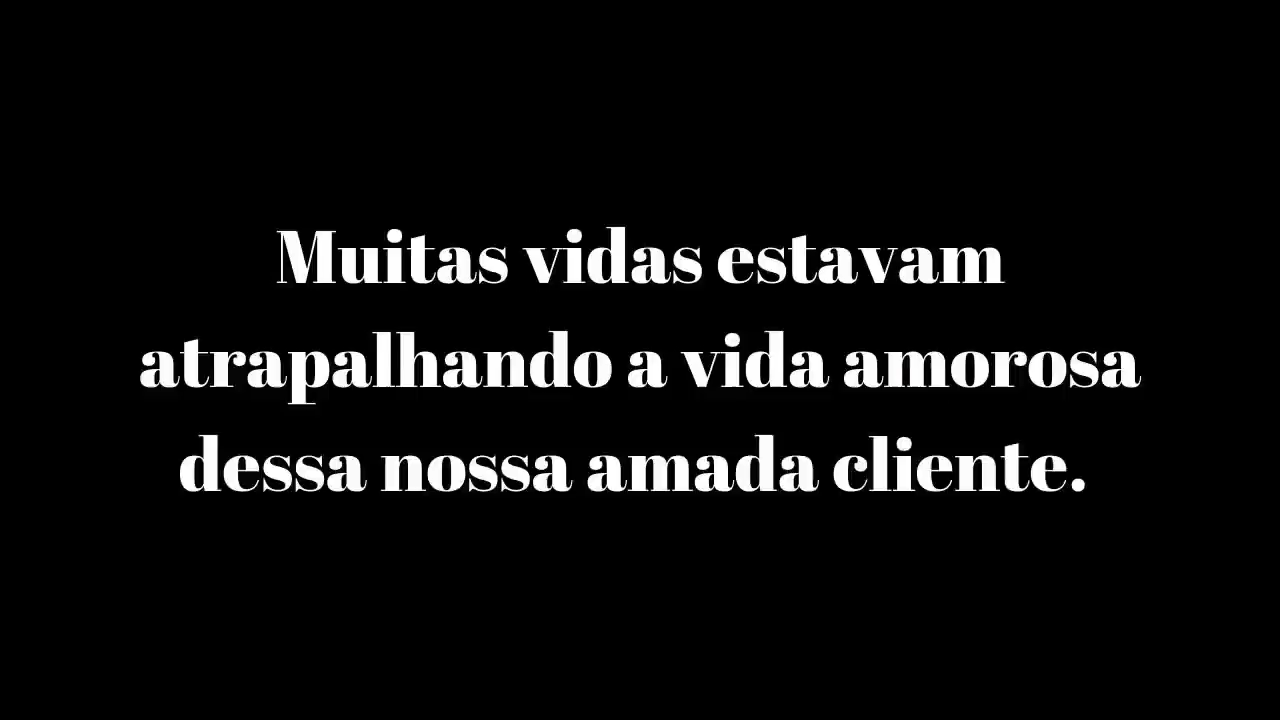 Muitas vidas estavam
atrapalhando a vida amorosa
dessa nossa amada cliente.